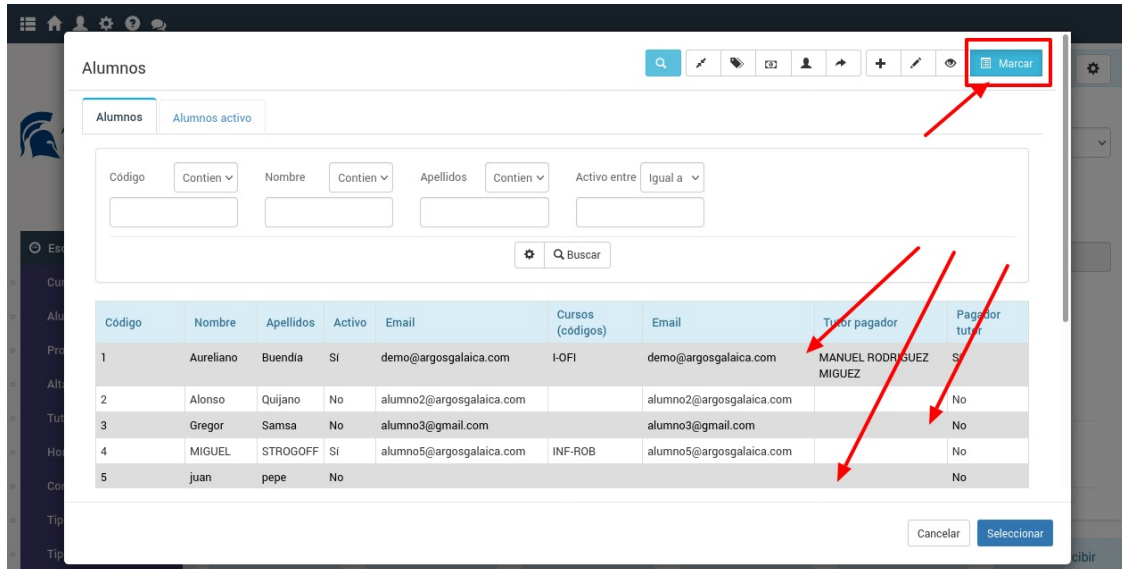 Alumnos
Marcar
Alumnos Alumnos activo
Código Contien Nombre Contien Apellidos Contien Activo entre Igual a
Buscar
Código Nombre Apellidos Activo Email Cursos (códigos) Email Tutor pagador Pagador tutor
1 Aureliano Buendía Sí demo@argosgalaica.com I-OFI demo@argosgalaica.com MANUEL RODRIGUEZ MIGUEZ Sí
2 Alonso Quijano No alumno2@argosgalaica.com alumno2@argosgalaica.com No
3 Gregor Samsa No alumno3@gmail.com alumno3@gmail.com No
4 MIGUEL STROGOFF Sí alumno5@argosgalaica.com INF-ROB alumno5@argosgalaica.com No
5 juan pepe No No
Cancelar Seleccionar
Tip
Tip